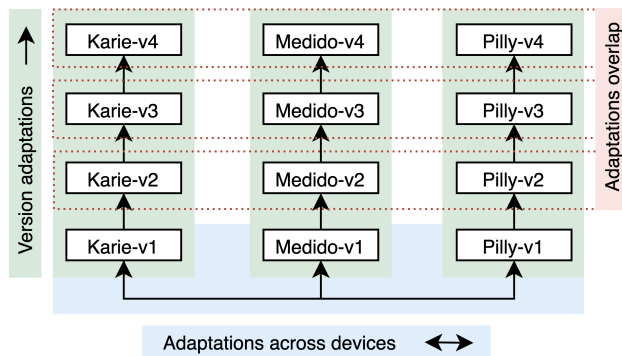 Version adaptations
Karie-v4
Medido-v4
Pilly-v4
Karie-v3
Medido-v3
Pilly-v3
Karie-v2
Medido-v2
Pilly-v2
Karie-v1
Medido-v1
Pilly-v1
Adaptations overlap
Adaptations across devices